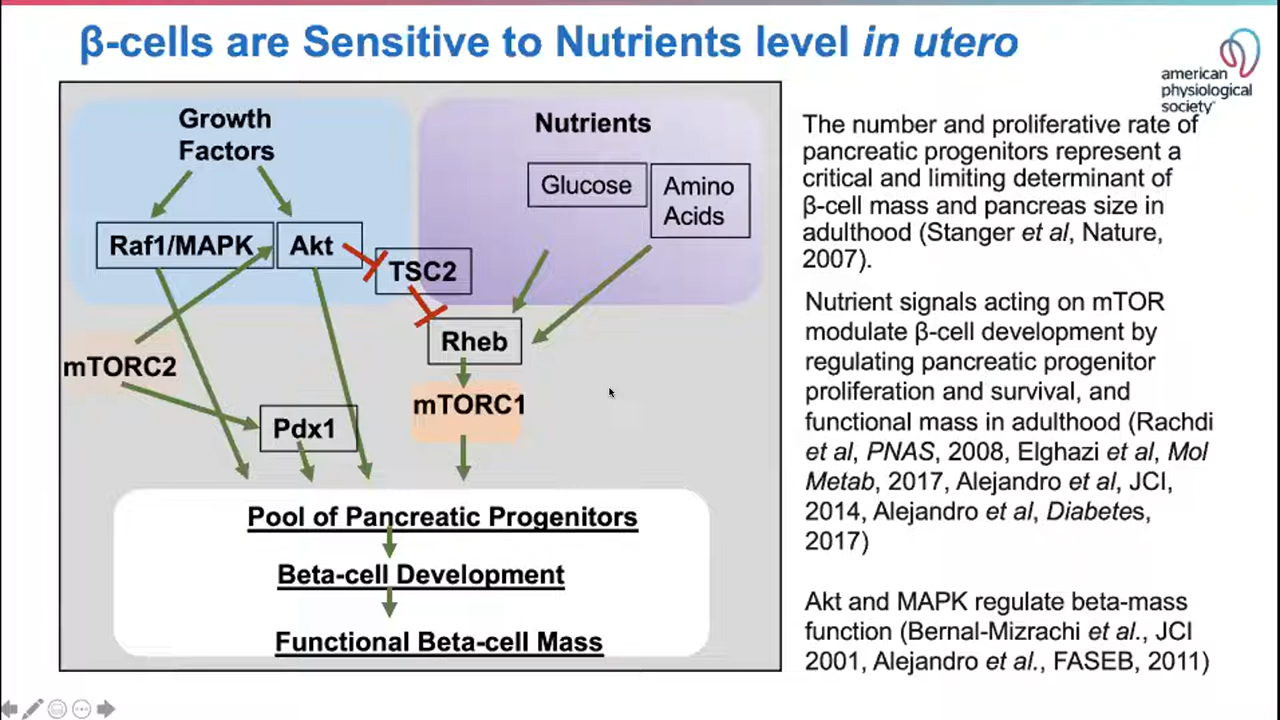 β-cells are Sensitive to Nutrients level in utero
american
physiological
society
Growth
Factors
Nutrients
Glucose
Amino
Acids
Raf1/MAPK
Akt
TSC2
Rheb
mTORC2
mTORC1
Pdx1
Pool of Pancreatic Progenitors
Beta-cell Development
Functional Beta-cell Mass
The number and proliferative rate of
pancreatic progenitors represent a
critical and limiting determinant of
β-cell mass and pancreas size in
adulthood (Stanger et al, Nature,
2007).
Nutrient signals acting on mTOR
modulate β-cell development by
regulating pancreatic progenitor
proliferation and survival, and
functional mass in adulthood (Rachdi
et al, PNAS, 2008, Elghazi et al, Mol
Metab, 2017, Alejandro et al, JCI,
2014, Alejandro et al, Diabetes,
2017)
Akt and MAPK regulate beta-mass
function (Bernal-Mizrachi et al., JCI
2001, Alejandro et al., FASEB, 2011)